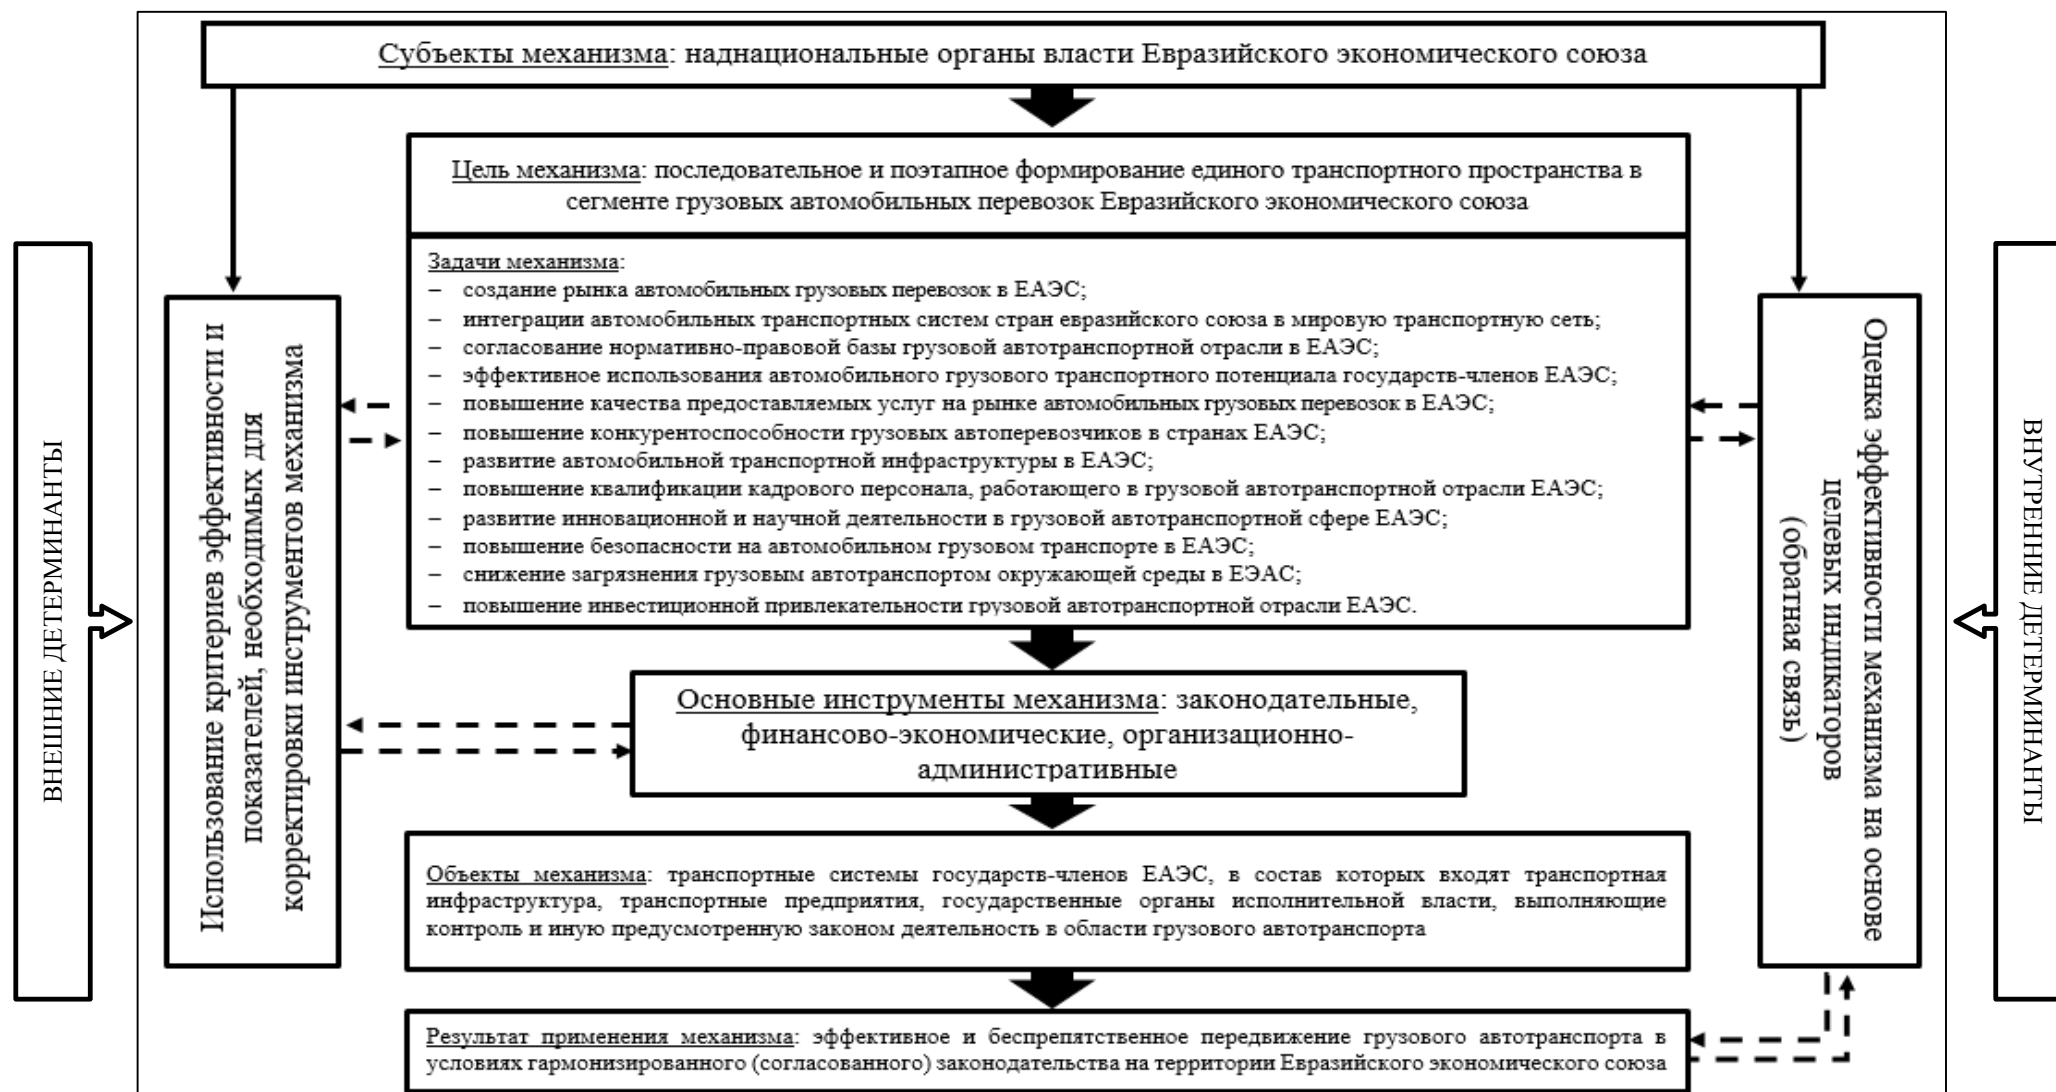 Субъекты механизма: наднациональные органы власти Евразийского экономического союза
Цель механизма: последовательное и поэтапное формирование единого транспортного пространства в
сегменте грузовых автомобильных перевозок Евразийского экономического союза
Задачи механизма:
– создание рынка автомобильных грузовых перевозок в ЕАЭС;
– интеграции автомобильных транспортных систем стран евразийского союза в мировую транспортную сеть;
– согласование нормативно-правовой базы грузовой автотранспортной отрасли в ЕАЭС;
– эффективное использования автомобильного грузового транспортного потенциала государств-членов ЕАЭС;
– повышение качества предоставляемых услуг на рынке автомобильных грузовых перевозок в ЕАЭС;
– повышение конкурентоспособности грузовых автоперевозчиков в странах ЕАЭС;
– развитие автомобильной транспортной инфраструктуры в ЕАЭС;
– повышение квалификации кадрового персонала, работающего в грузовой автотранспортной отрасли ЕАЭС;
– развитие инновационной и научной деятельности в грузовой автотранспортной сфере ЕАЭС;
– повышение безопасности на автомобильном грузовом транспорте в ЕАЭС;
– снижение загрязнения грузовым автотранспортом окружающей среды в ЕЭАС;
– повышение инвестиционной привлекательности грузовой автотранспортной отрасли ЕАЭС.
Основные инструменты механизма: законодательные,
финансово-экономические, организационно-
административные
Объекты механизма: транспортные системы государств-членов ЕАЭС, в состав которых входят транспортная
инфраструктура, транспортные предприятия, государственные органы исполнительной власти, выполняющие
контроль и иную предусмотренную законом деятельность в области грузового автотранспорта
Результат применения механизма: эффективное и беспрепятственное передвижение грузового автотранспорта в
условиях гармонизированного (согласованного) законодательства на территории Евразийского экономического союза
ВНЕШНИЕ ДЕТЕРМИНАНТЫ
Использование критериев эффективности и
показателей, необходимых для
корректировки инструментов механизма
Оценка эффективности механизма на основе
целевых индикаторов
(обратная связь)
ВНУТРЕННИЕ ДЕТЕРМИНАНТЫ